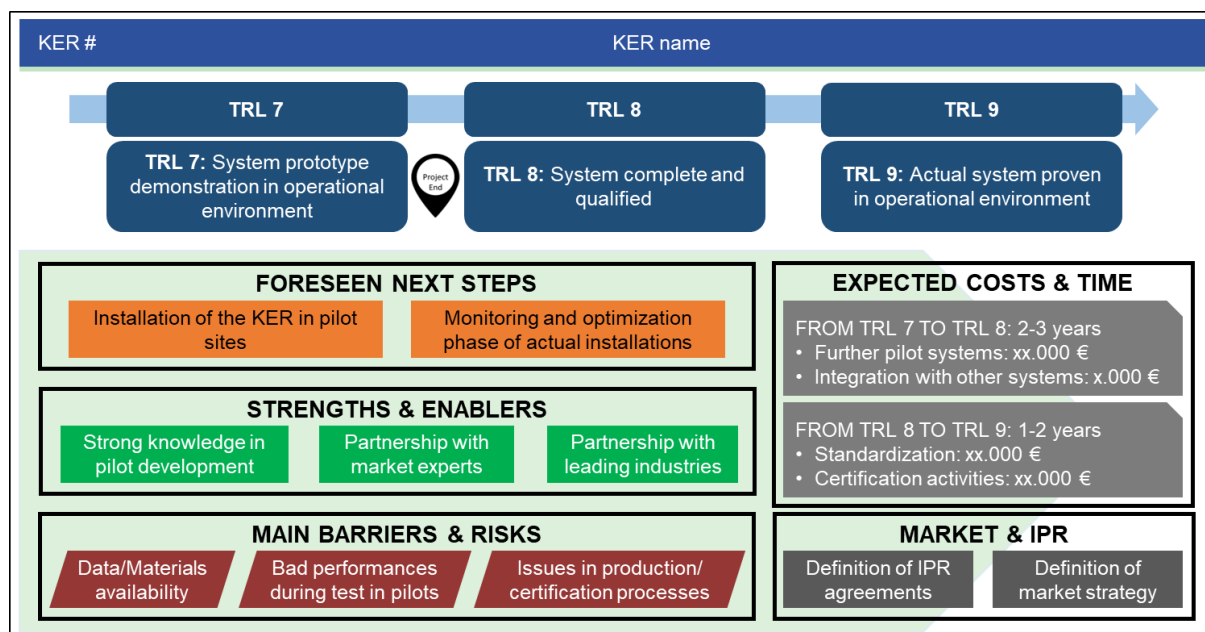 KER #
KER name
TRL 7
TRL 8
TRL 9
TRL 7: System prototype
demonstration in operational
environment
Project
End
TRL 8: System complete and
qualified
TRL 9: Actual system proven
in operational environment
FORESEEN NEXT STEPS
Installation of the KER in pilot
sites
Monitoring and optimization
phase of actual installations
STRENGTHS & ENABLERS
Strong knowledge in
pilot development
Partnership with
market experts
Partnership with
leading industries
MAIN BARRIERS & RISKS
Data/Materials
availability
Bad performances
during test in pilots
Issues in production/
certification processes
EXPECTED COSTS & TIME
FROM TRL 7 TO TRL 8: 2-3 years
• Further pilot systems: xx.000 €
• Integration with other systems: x.000 €
FROM TRL 8 TO TRL 9: 1-2 years
• Standardization: xx.000 €
• Certification activities: xx.000 €
MARKET & IPR
Definition of IPR
agreements
Definition of
market strategy